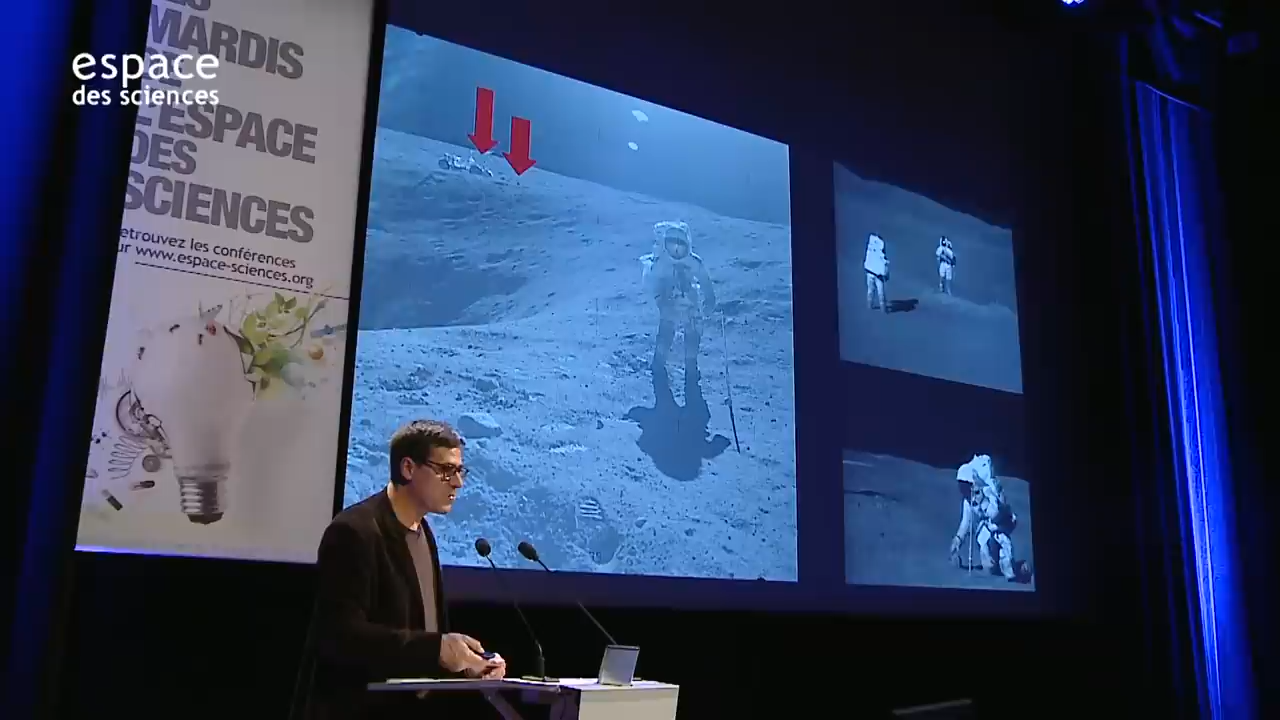 espace
des sciences
MARDIS
L'ESPACE
DES
SCIENCES
etrouvez les conférences
ur www.espace-sciences.org